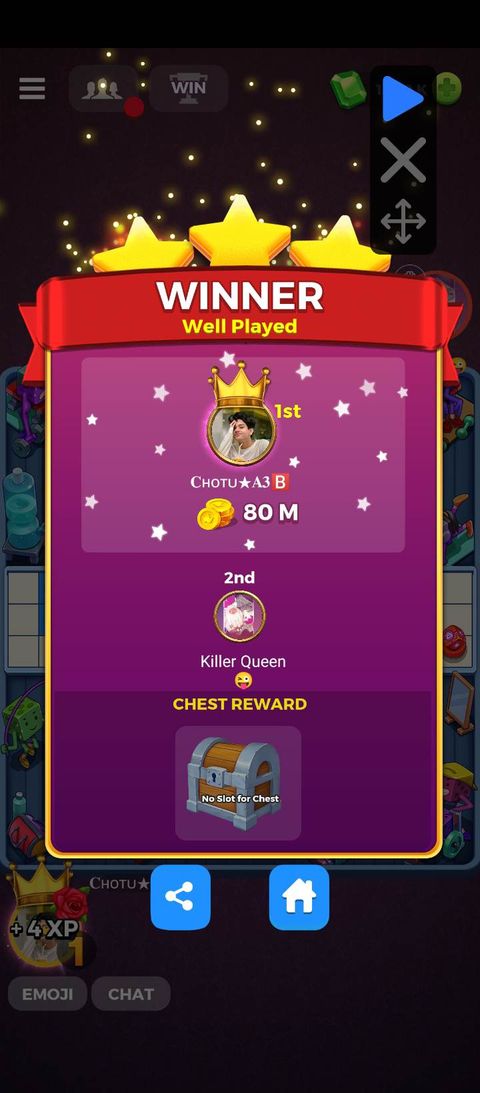 WIN
WINNER
Well Played
1st
Chotu★A3🅱
80 M
2nd
Killer Queen
😜
CHEST REWARD
No Slot for Chest
Chotu★
+4 XP
1
EMOJI
CHAT